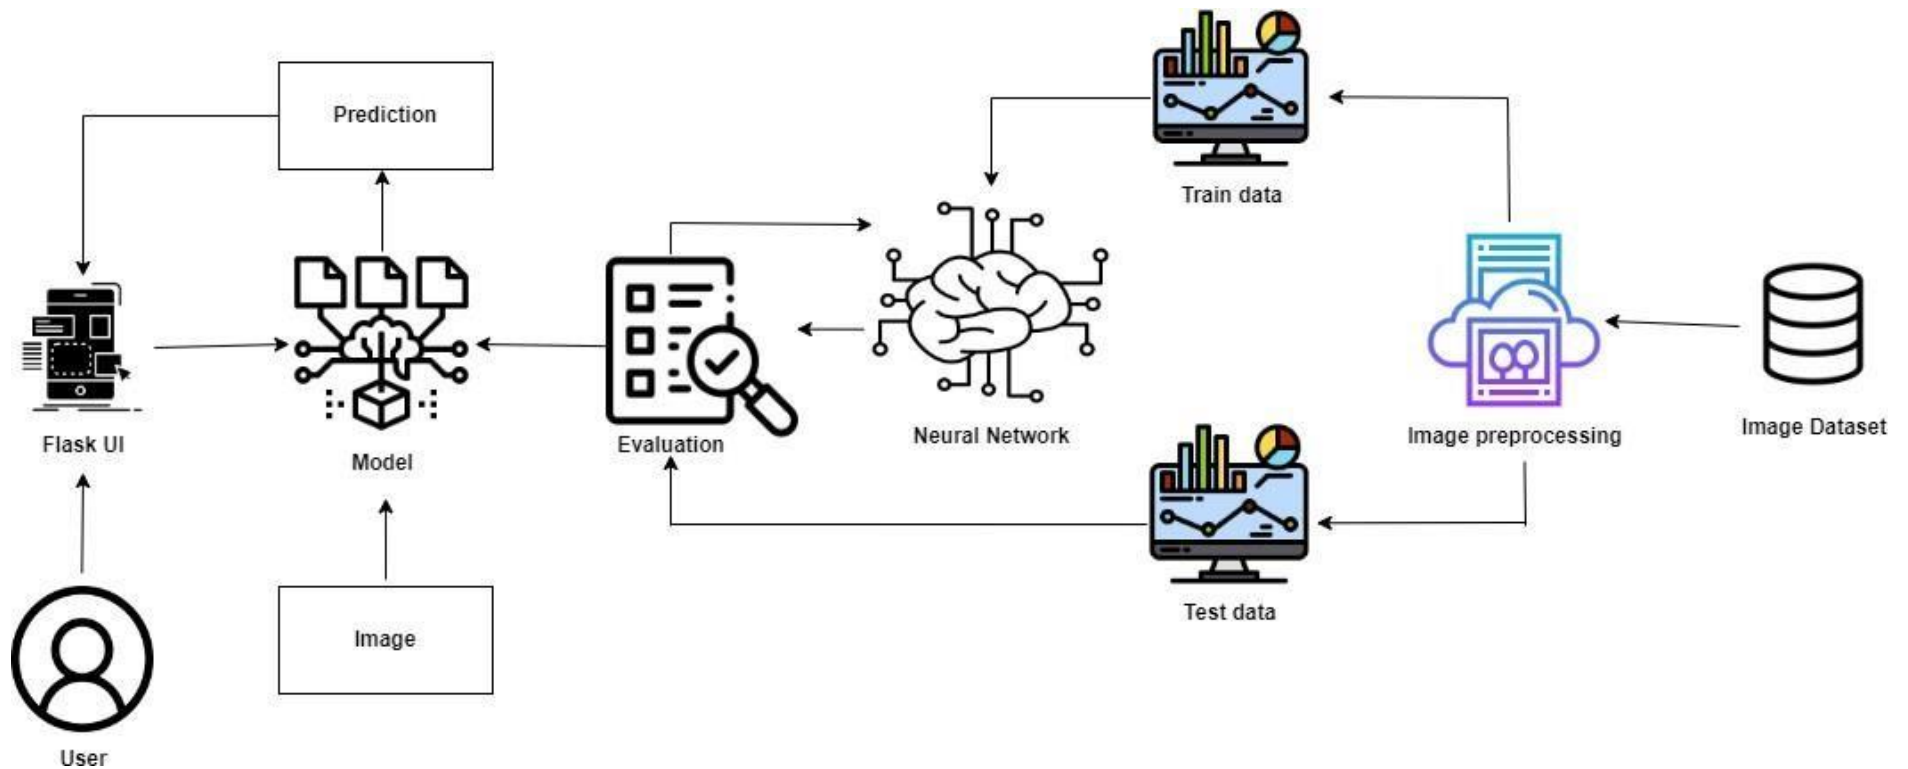 Prediction
Train data
Flask UI
Model
Evaluation
Neural Network
Image preprocessing
Image Dataset
Image
Test data
User